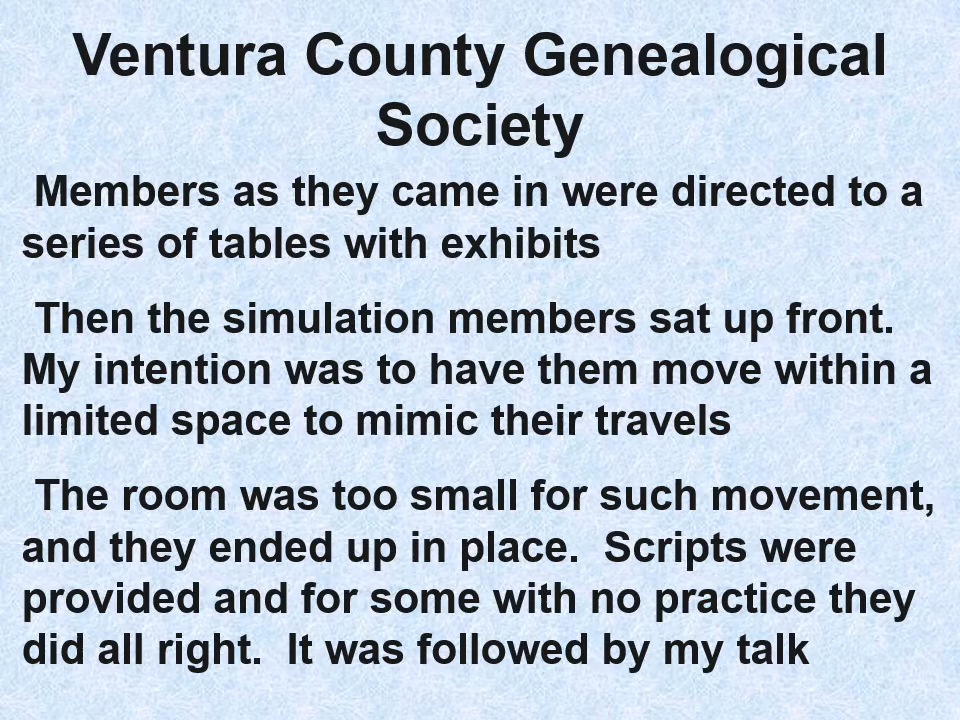 Ventura County Genealogical
Society
Members as they came in were directed to a
series of tables with exhibits
Then the simulation members sat up front.
My intention was to have them move within a
limited space to mimic their travels
The room was too small for such movement,
and they ended up in place.  Scripts were
provided and for some with no practice they
did all right.  It was followed by my talk